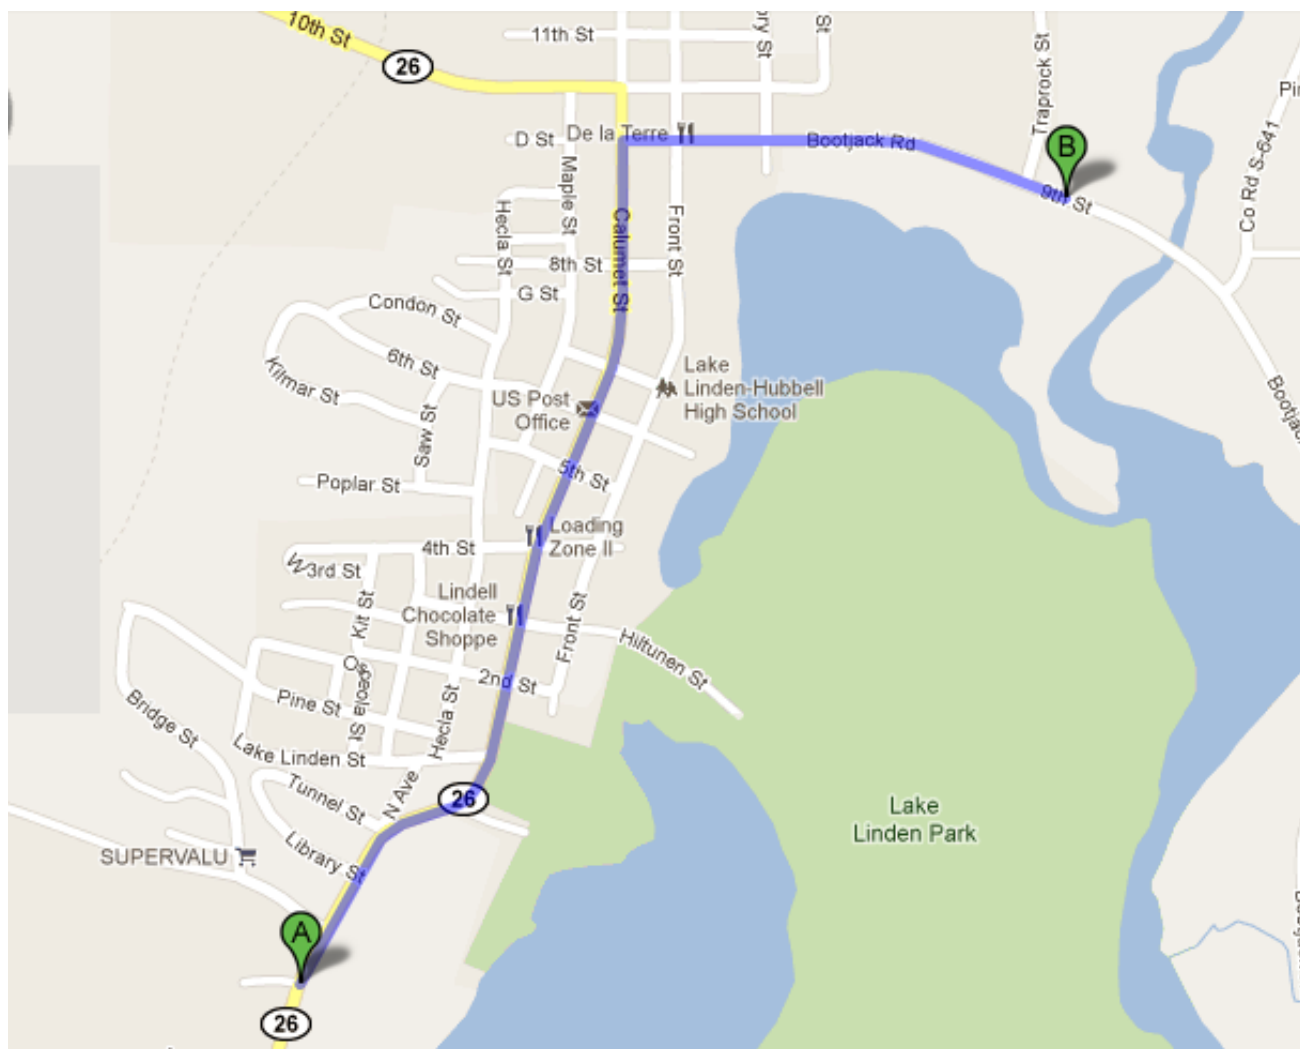 10th St
26
11th St
ory St
St
Traprock St
Pin
De la Terre
D St
Bootjack Rd
B
9th St
Co Rd S-641
Maple St
Hecla St
Calumet St
Front St
8th St
G St
Condon St
6th St
Kilmar St
Lake
Linden-Hubbell
High School
US Post
Office
Bootjac
Saw St
5th St
Poplar St
Loading
Zone II
4th St
W 3rd St
Lindell
Chocolate
Shoppe
Kit St
Front St
Hiltunen St
2nd St
Osceola St
Pine St
Hecla St
Bridge St
Lake Linden St
Tunnel St
N Ave
26
Lake
Linden Park
Library St
SUPERVALU
A
26